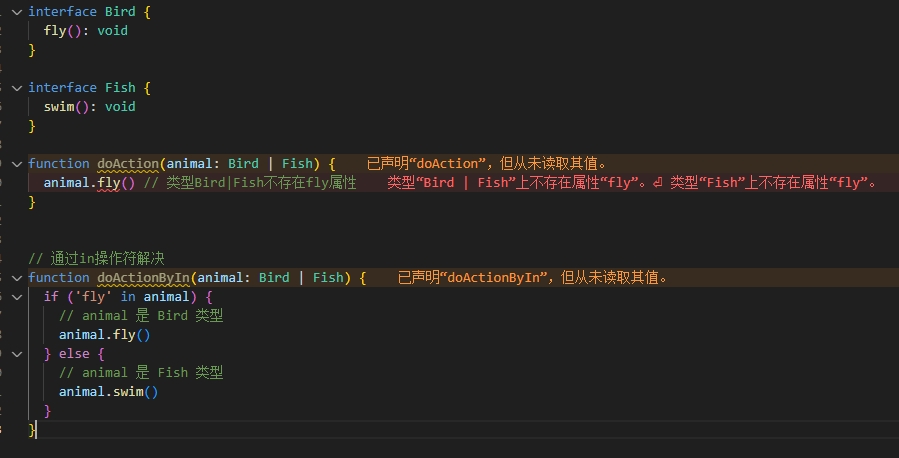 interface Bird {
fly(): void
}
interface Fish {
swim(): void
}
function doAction(animal: Bird | Fish) { 已声明“doAction”，但从未读取其值。
animal.fly() // 类型Bird|Fish不存在fly属性 类型“Bird | Fish”上不存在属性“fly”。⏎ 类型“Fish”上不存在属性“fly”。
}
// 通过in操作符解决
function doActionByIn(animal: Bird | Fish) { 已声明“doActionByIn”，但从未读取其值。
if ('fly' in animal) {
// animal 是 Bird 类型
animal.fly()
} else {
// animal 是 Fish 类型
animal.swim()
}
}